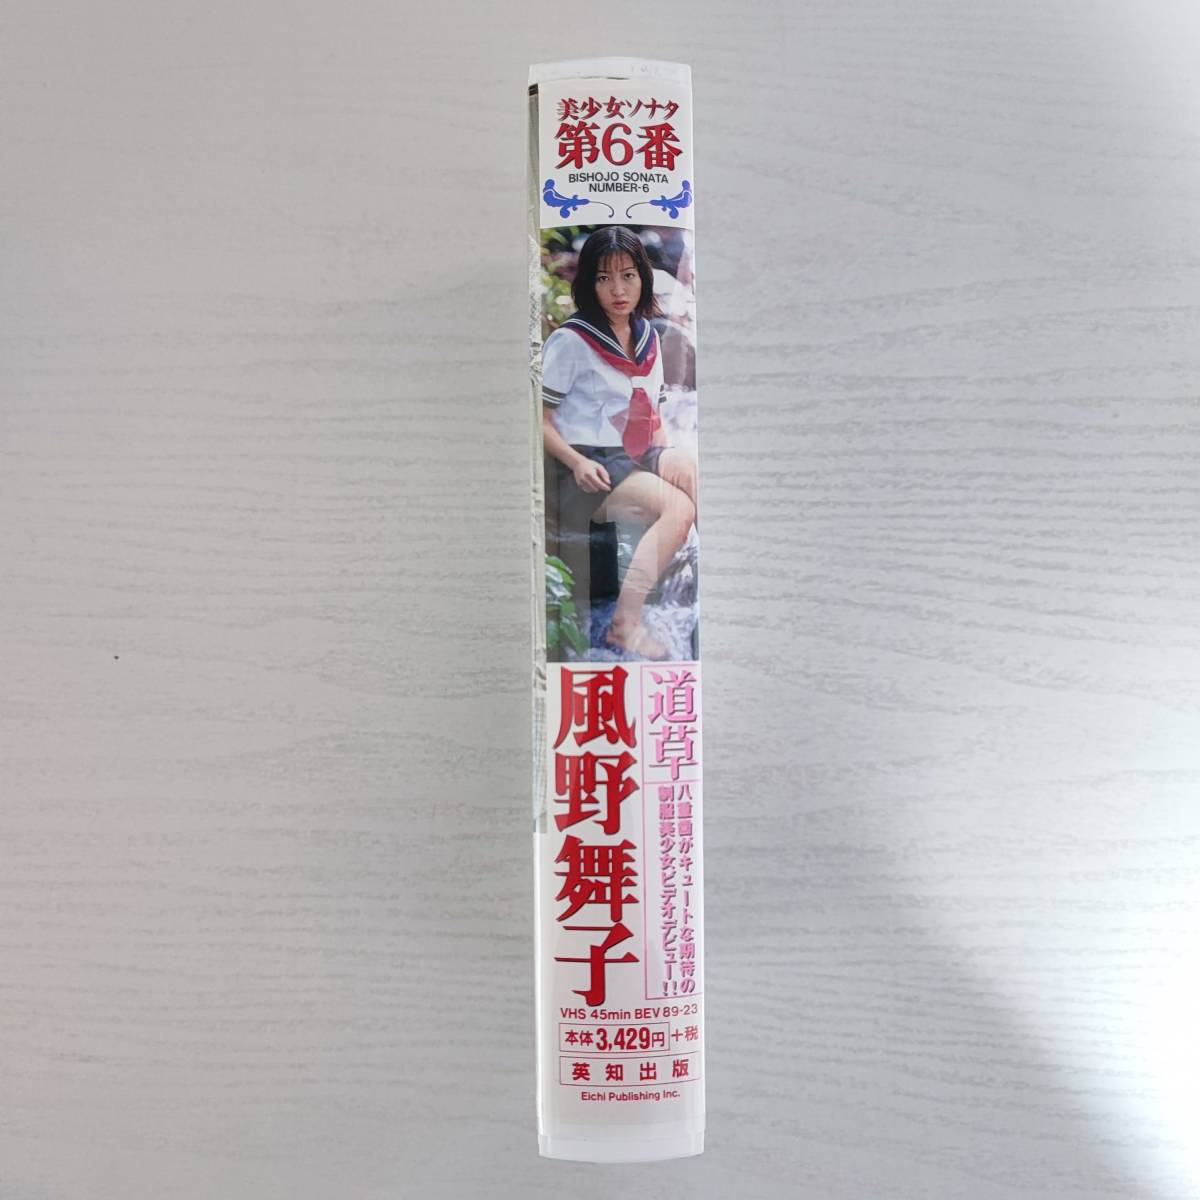 美少女ソナタ
第6番
BISHOJO SONATA
NUMBER-6
道草
八重歯がキュートな期待の
制服美少女ビデオデビュー!!
風野舞子
VHS 45min BEV 89-23
本体3,429円+税
英知出版
Eichi Publishing Inc.